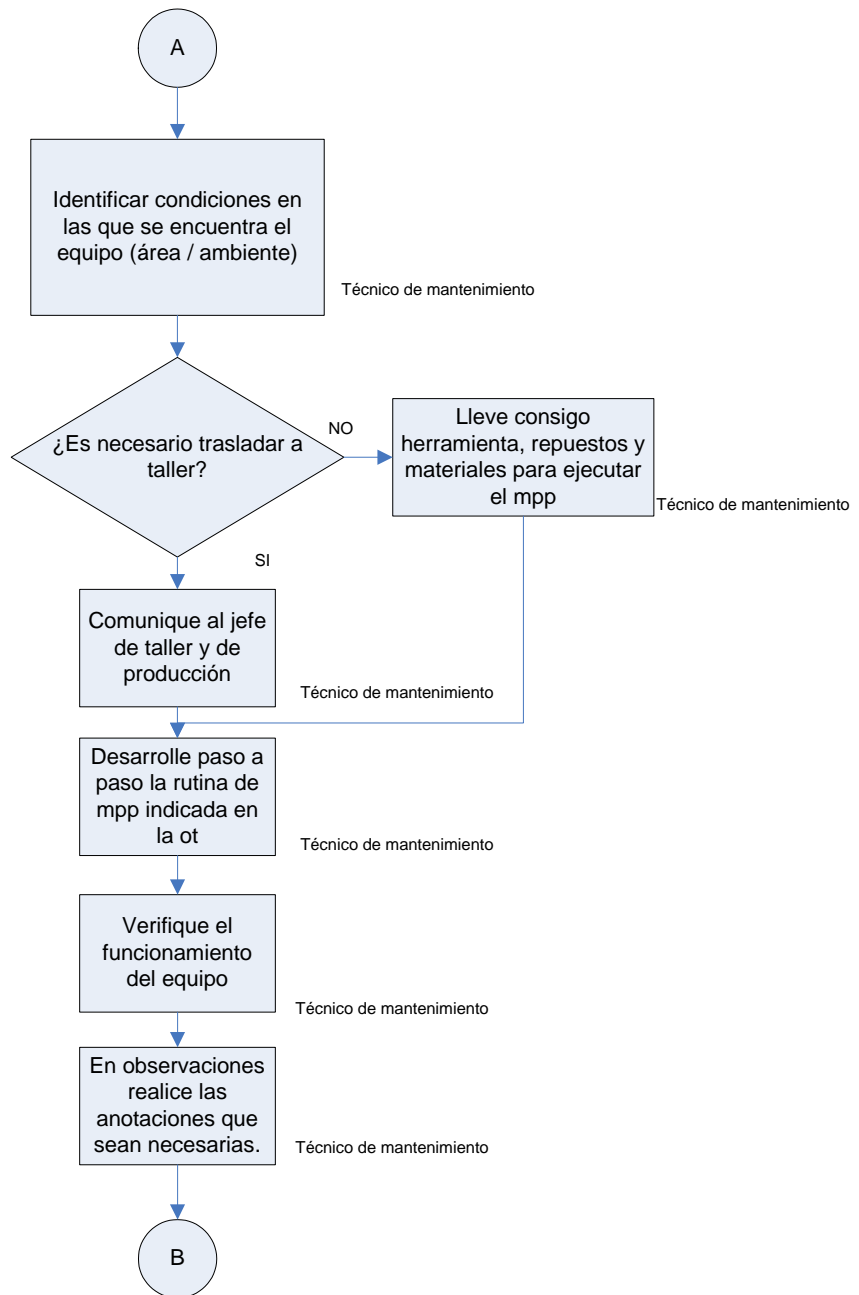 A
Identificar condiciones en
las que se encuentra el
equipo (área / ambiente)
Técnico de mantenimiento
¿Es necesario trasladar a
taller?
NO
Lleve consigo
herramienta, repuestos y
materiales para ejecutar
el mpp
Técnico de mantenimiento
SI
Comunique al jefe
de taller y de
producción
Técnico de mantenimiento
Desarrolle paso a
paso la rutina de
mpp indicada en
la ot
Técnico de mantenimiento
Verifique el
funcionamiento
del equipo
Técnico de mantenimiento
En observaciones
realice las
anotaciones que
sean necesarias.
Técnico de mantenimiento
B